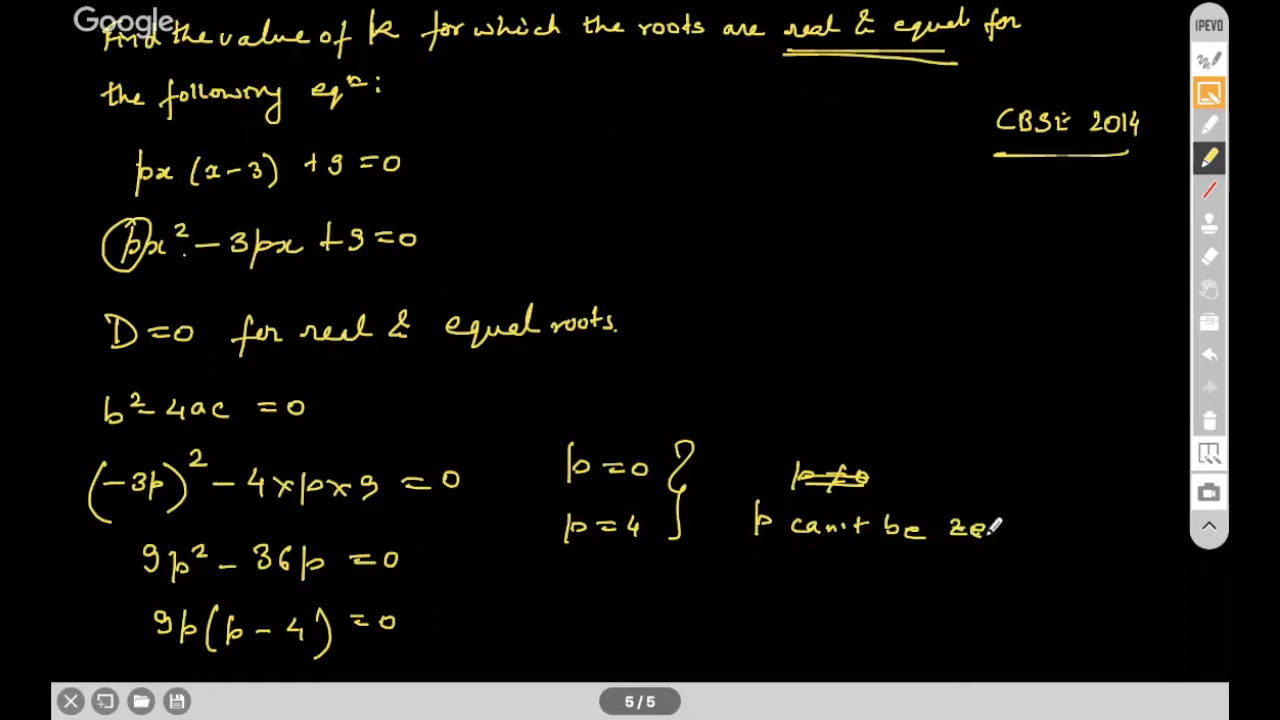 Google
Find the value of k for which the roots are real & equal for
the following eqn:
CBSE 2014
px (x-3) +9=0
px² - 3px +9=0
D=0 for real & equal roots.
b² - 4ac = 0
(-3p)² - 4×p×9 = 0
9p² - 36p = 0
9p(p - 4) = 0
p = 0
p = 4
p ≠ 0
p can't be ze
IPEVO
5/5